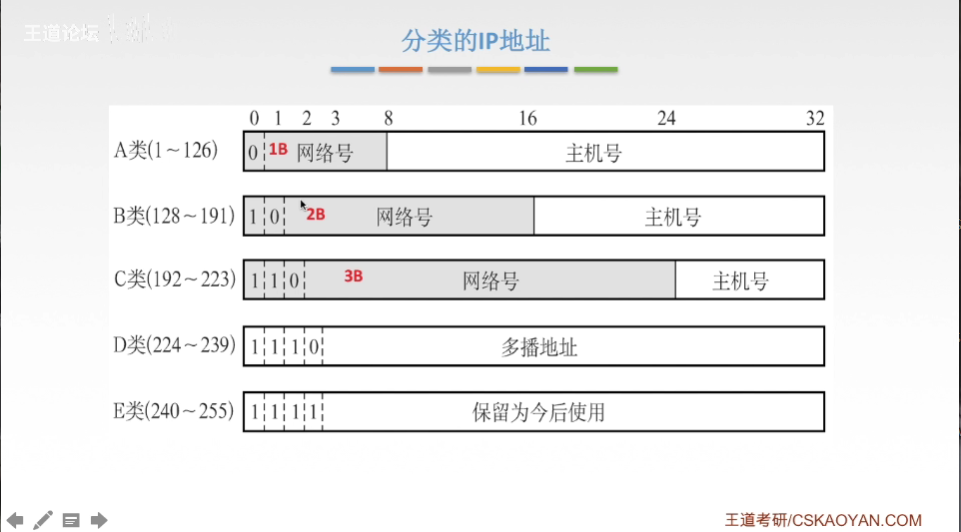 王道论坛
分类的IP地址
0 1 2 3 8 16 24 32
A类(1～126) 0 1B 网络号 主机号
B类(128～191) 1 0 2B 网络号 主机号
C类(192～223) 1 1 0 3B 网络号 主机号
D类(224～239) 1 1 1 0 多播地址
E类(240～255) 1 1 1 1 保留为今后使用
王道考研/CSKAOYAN.COM